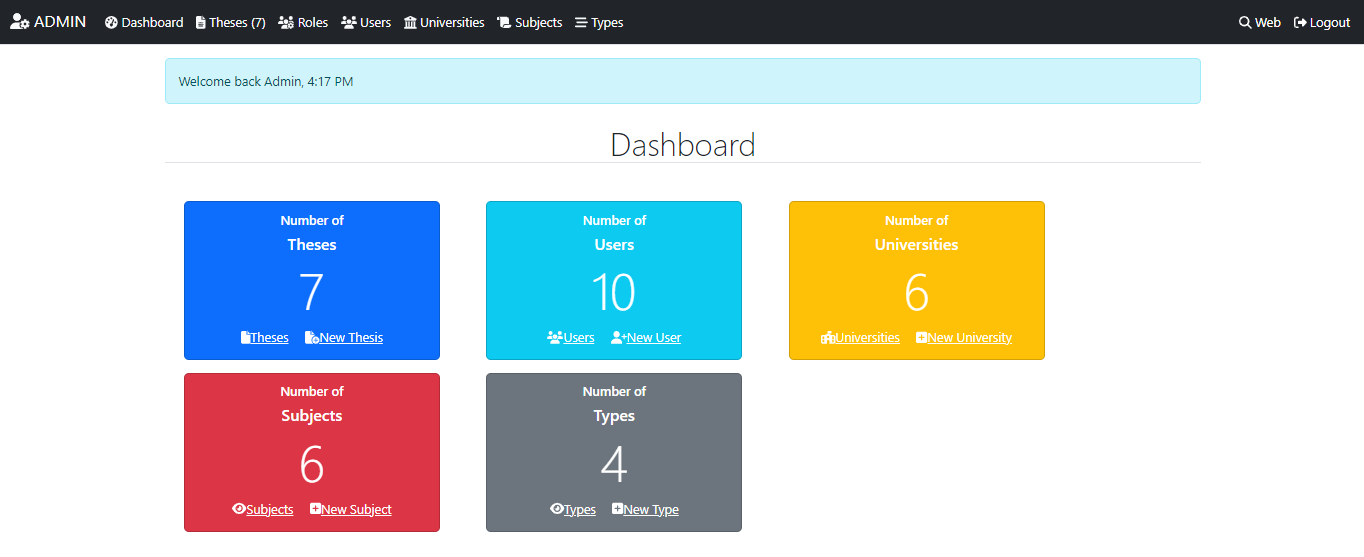 ADMIN Dashboard Theses (7) Roles Users Universities Subjects Types Web Logout
Welcome back Admin, 4:17 PM
Dashboard
Number of
Theses
7
Theses New Thesis
Number of
Users
10
Users New User
Number of
Universities
6
Universities New University
Number of
Subjects
6
Subjects New Subject
Number of
Types
4
Types New Type